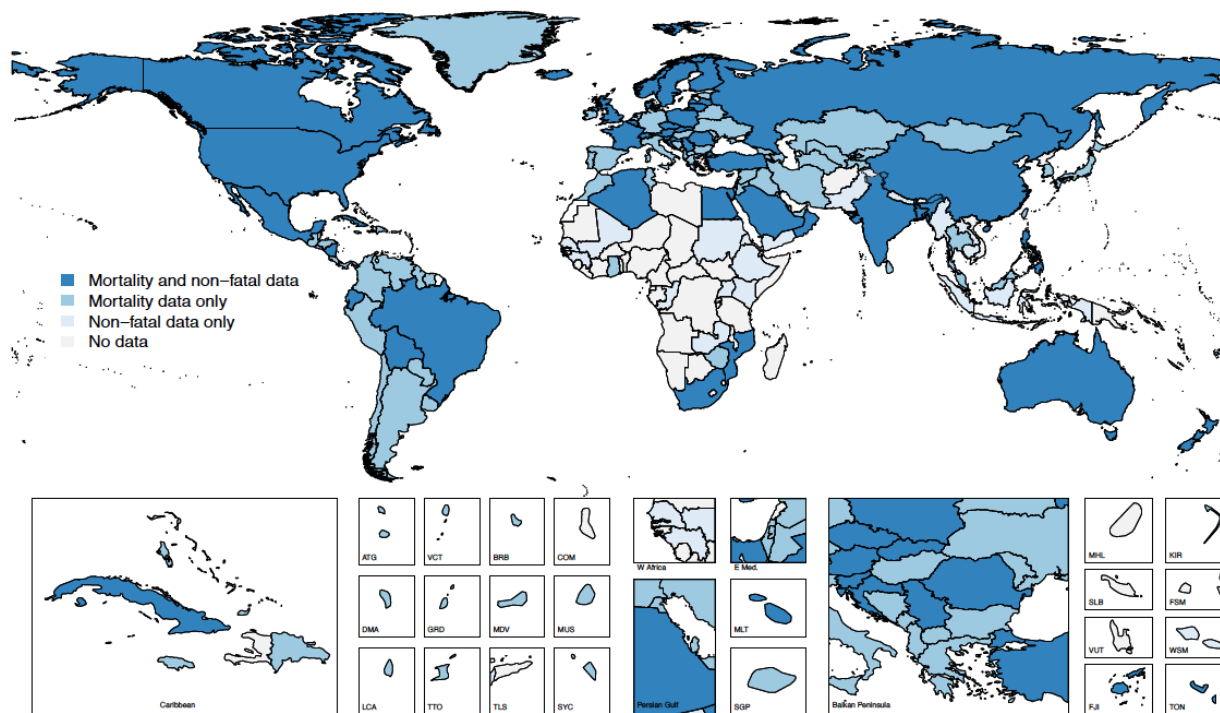 Mortality and non−fatal data
Mortality data only
Non−fatal data only
No data
Caribbean
ATG
VCT
BRB
COM
DMA
GRD
MDV
MUS
LCA
TTO
TLS
SYC
W Africa
E Med.
Persian Gulf
MLT
SGP
Balkan Peninsula
MHL
KIR
SLB
FSM
VUT
WSM
FJI
TON